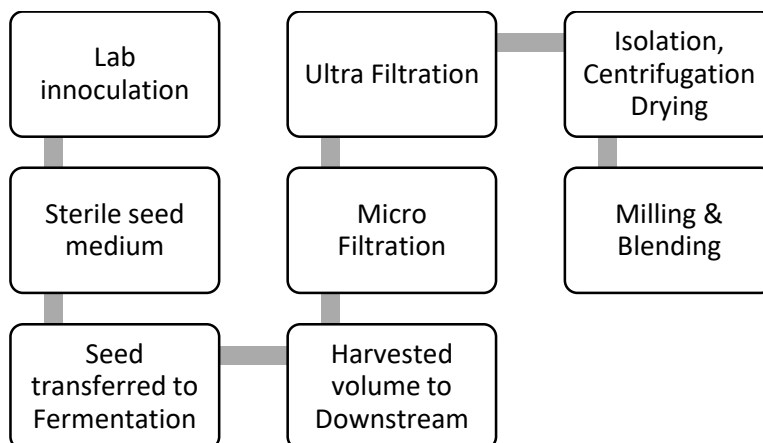 Lab
innoculation
Sterile seed
medium
Seed
transferred to
Fermentation
Harvested
volume to
Downstream
Micro
Filtration
Ultra Filtration
Isolation,
Centrifugation
Drying
Milling &
Blending